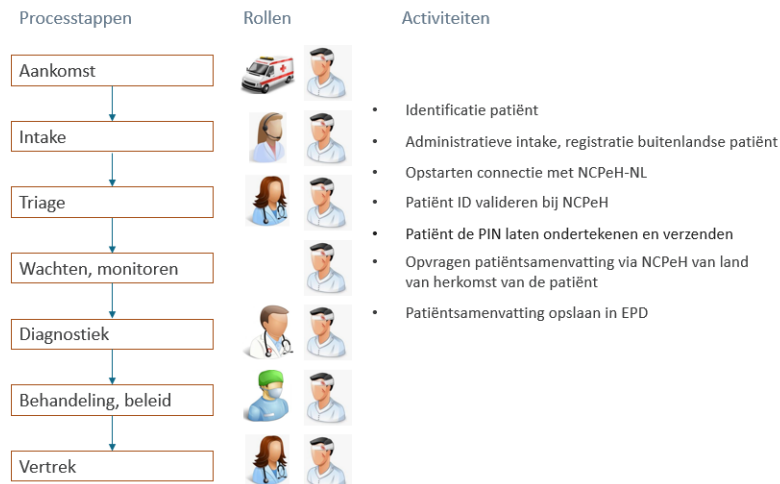 Processtappen
Rollen
Activiteiten
Aankomst
Intake
Triage
Wachten, monitoren
Diagnostiek
Behandeling, beleid
Vertrek
• Identificatie patiënt
• Administratieve intake, registratie buitenlandse patiënt
• Opstarten connectie met NCPeH-NL
• Patiënt ID valideren bij NCPeH
• Patiënt de PIN laten ondertekenen en verzenden
• Opvragen patiëntsamenvatting via NCPeH van land
van herkomst van de patiënt
• Patiëntsamenvatting opslaan in EPD